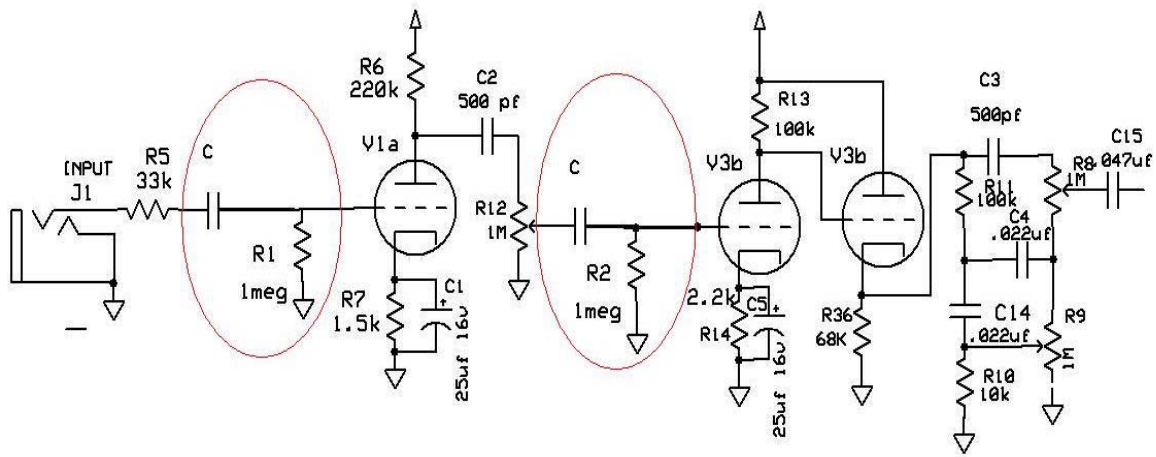 INPUT
J1
R5
33k
C
R1
1meg
R6
220k
V1a
R7
1.5k
C1
25uf 16v
C2
500 pf
R12
1M
C
R2
1meg
R13
100k
V3b
2.2k
R14
C5
25uf 16v
V3b
R36
68K
C3
500pf
R11
100k
R8
1M
C15
.047uf
C4
.022uf
C14
.022uf
R9
1M
R10
10k